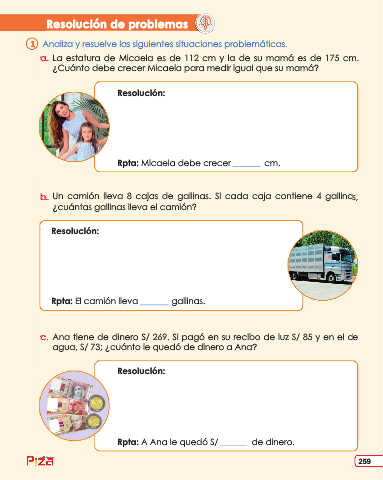 Resolución de problemas
1 Analiza y resuelve las siguientes situaciones problemáticas.
a. La estatura de Micaela es de 112 cm y la de su mamá es de 175 cm.
¿Cuánto debe crecer Micaela para medir igual que su mamá?
Resolución:
Rpta: Micaela debe crecer ______ cm.
b. Un camión lleva 8 cajas de gallinas. Si cada caja contiene 4 gallinas,
¿cuántas gallinas lleva el camión?
Resolución:
Rpta: El camión lleva ______ gallinas.
c. Ana tiene de dinero S/ 269. Si pagó en su recibo de luz S/ 85 y en el de
agua, S/ 73; ¿cuánto le quedó de dinero a Ana?
Resolución:
Rpta: A Ana le quedó S/ ______ de dinero.
PIZA
259